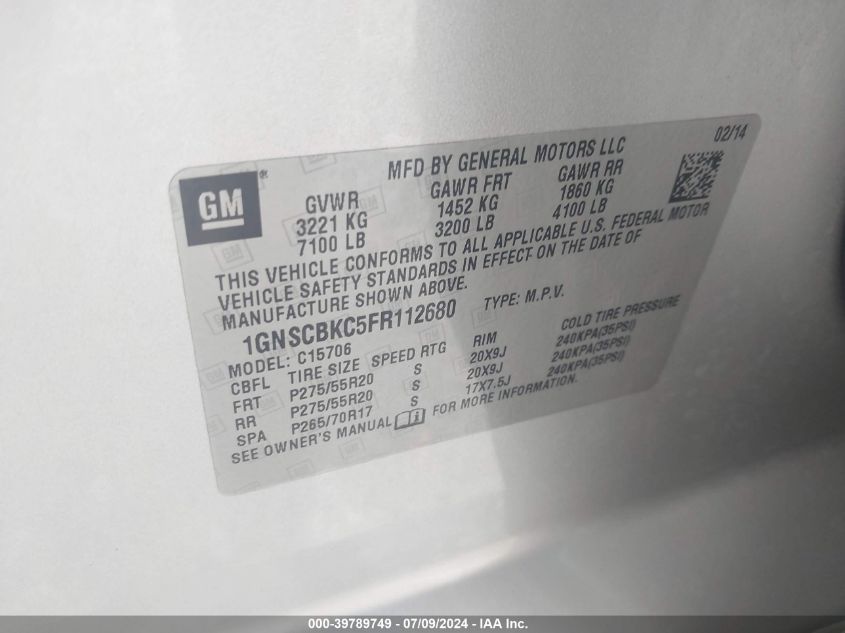 MFD BY GENERAL MOTORS LLC 02/14
GM®
GVWR GAWR FRT GAWR RR
3221 KG 1452 KG 1860 KG
7100 LB 3200 LB 4100 LB
THIS VEHICLE CONFORMS TO ALL APPLICABLE U.S. FEDERAL MOTOR
VEHICLE SAFETY STANDARDS IN EFFECT ON THE DATE OF
MANUFACTURE SHOWN ABOVE.
1GNSCBKC5FR112680 TYPE: M.P.V.
MODEL: C15706
CBFL TIRE SIZE SPEED RTG RIM COLD TIRE PRESSURE
FRT P275/55R20 S 20X9J 240KPA(35PSI)
RR P275/55R20 S 20X9J 240KPA(35PSI)
SPA P265/70R17 S 17X7.5J 240KPA(35PSI)
SEE OWNER'S MANUAL FOR MORE INFORMATION.
000-39789749 - 07/09/2024 - IAA Inc.